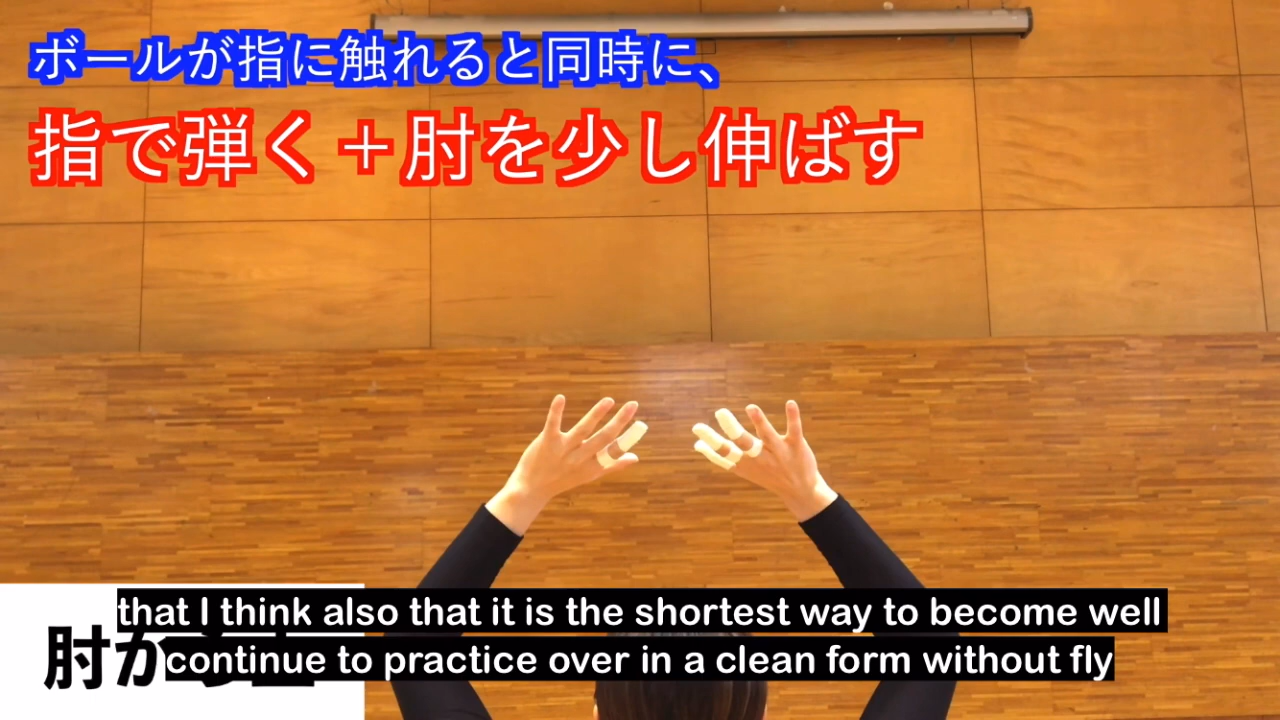 ボールが指に触れると同時に、
指で弾く＋肘を少し伸ばす
肘が
that I think also that it is the shortest way to become well
continue to practice over in a clean form without fly